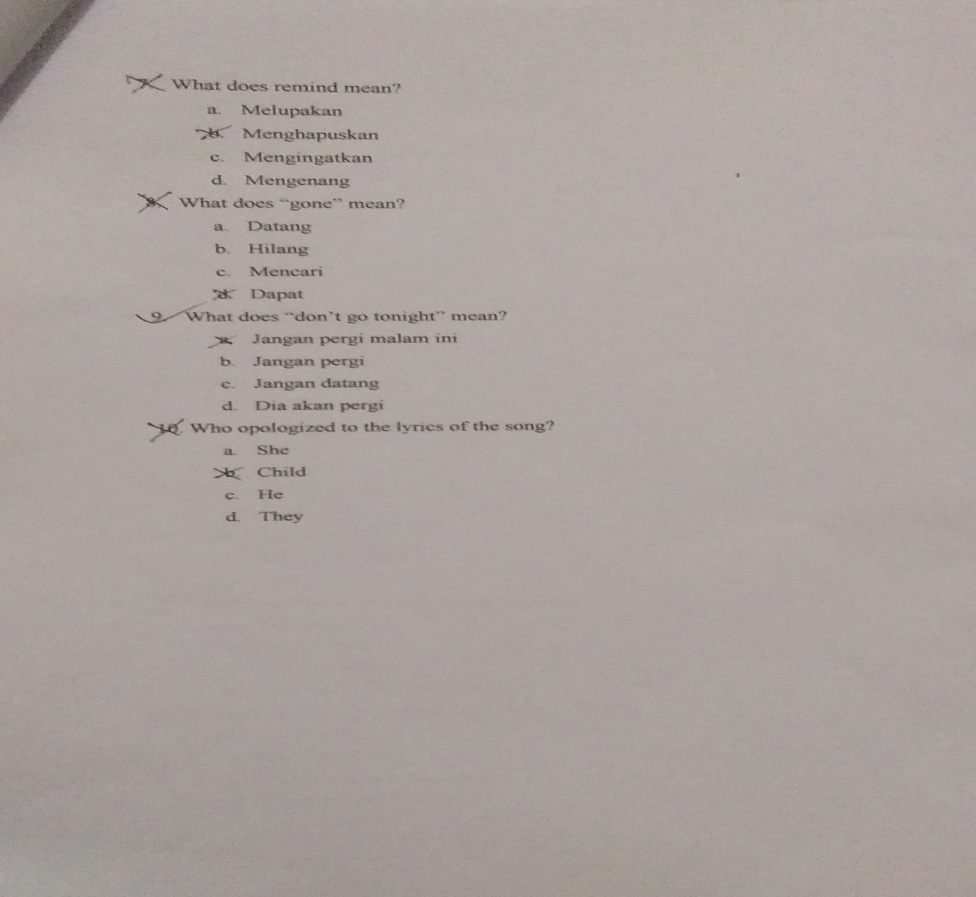 7. What does remind mean?
a. Melupakan
b. Menghapuskan
c. Mengingatkan
d. Mengenang
8. What does “gone” mean?
a. Datang
b. Hilang
c. Mencari
d. Dapat
9. What does “don’t go tonight” mean?
a. Jangan pergi malam ini
b. Jangan pergi
c. Jangan datang
d. Dia akan pergi
10. Who opologized to the lyrics of the song?
a. She
b. Child
c. He
d. They